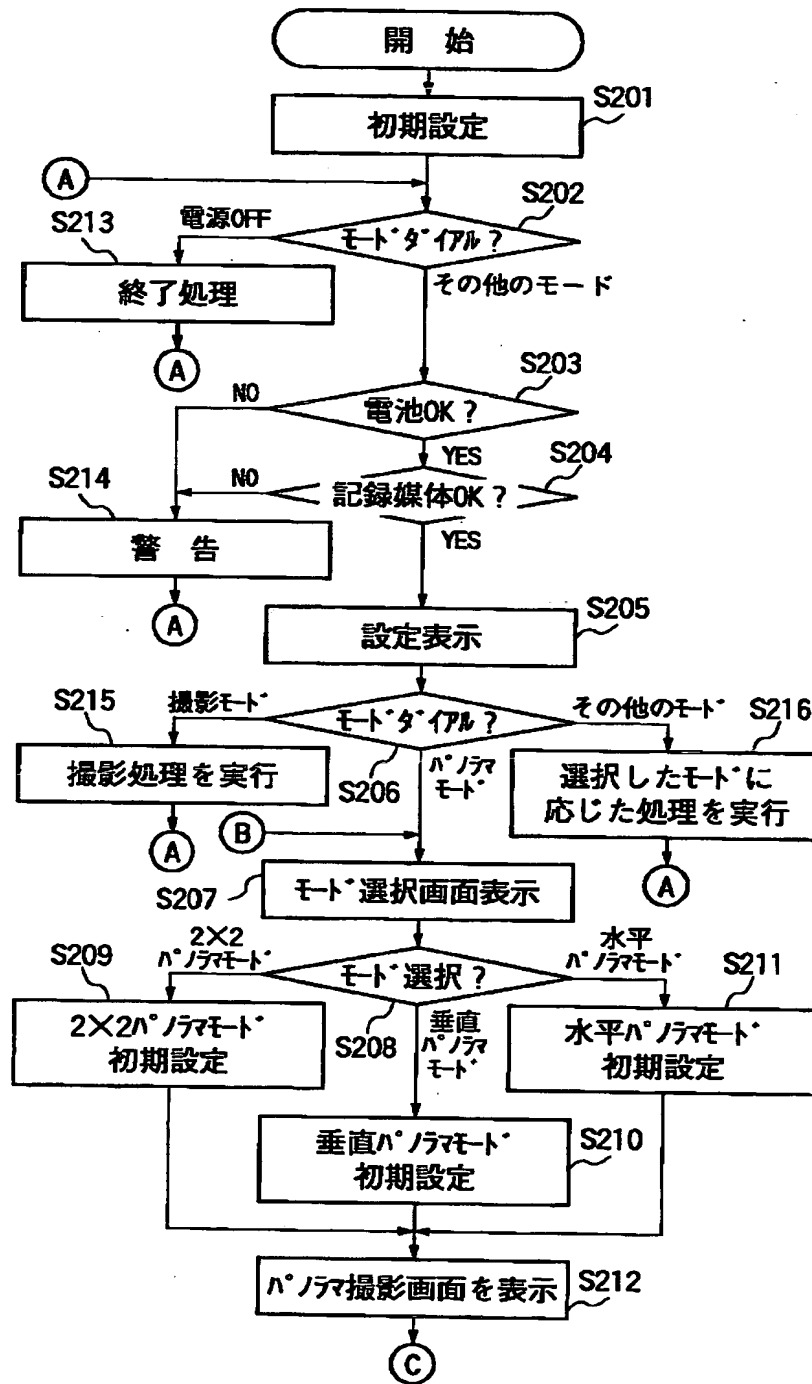 開 始
S201
初期設定
A
S202
電源OFF
モードダイアル?
S213
終了処理
その他のモード
A
S203
NO
電池OK?
YES
S204
NO
記録媒体OK?
S214
警 告
YES
A
S205
設定表示
S215
撮影モード
モードダイアル?
その他のモード
S216
撮影処理を実行
S206
パノラマ
モード
選択したモードに
応じた処理を実行
A
B
A
S207
モード選択画面表示
S209
2×2
パノラマモード
モード選択?
水平
パノラマモード
S211
2×2パノラマモード
初期設定
S208
垂直
パノラマ
モード
水平パノラマモード
初期設定
垂直パノラマモード
初期設定
S210
パノラマ撮影画面を表示
S212
C